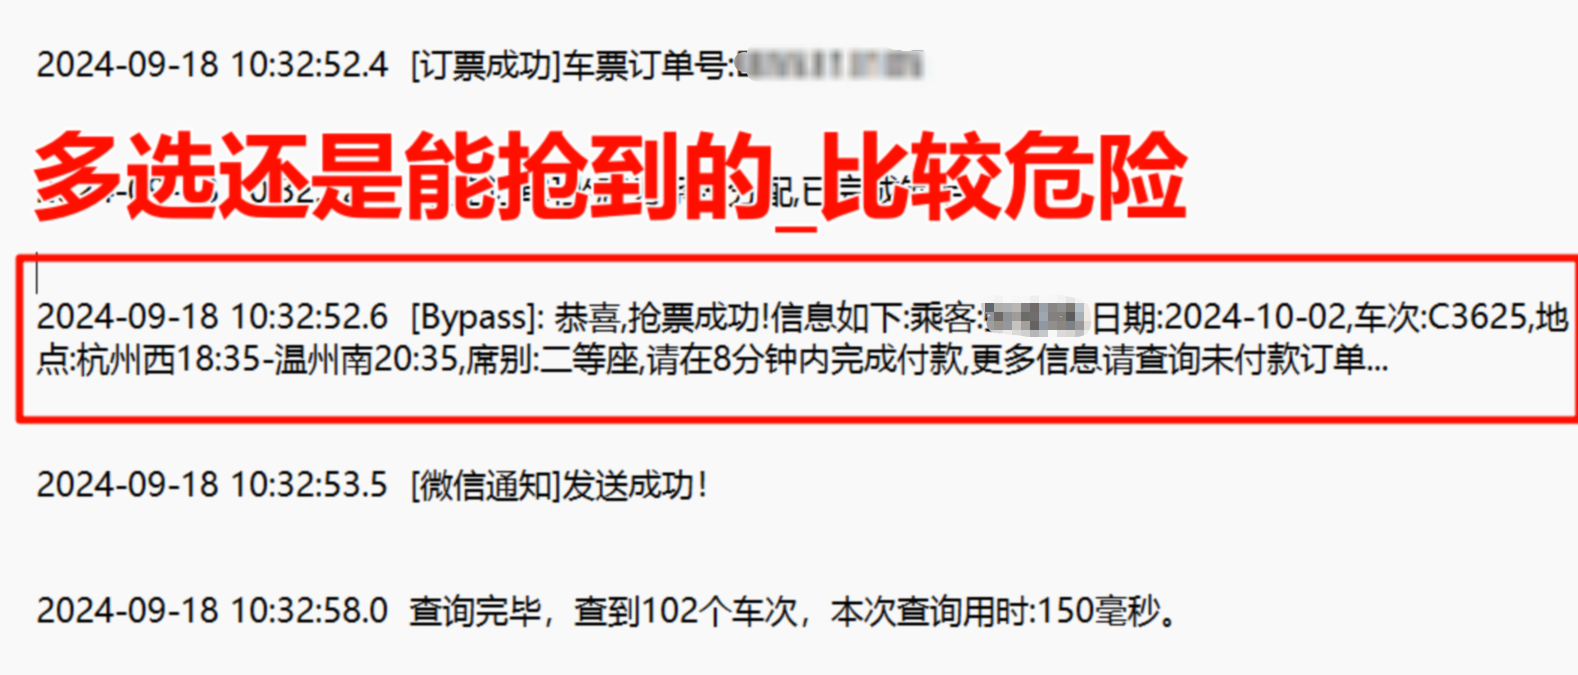 2024-09-18 10:32:52.4 [订票成功]车票订单号:
多选还是能抢到的_比较危险
2024-09-18 10:32:52.6 [Bypass]: 恭喜,抢票成功!信息如下:乘客: 日期:2024-10-02,车次:C3625,地
点:杭州西18:35-温州南20:35,席别:二等座,请在8分钟内完成付款,更多信息请查询未付款订单...
2024-09-18 10:32:53.5 [微信通知]发送成功!
2024-09-18 10:32:58.0 查询完毕，查到102个车次，本次查询用时:150毫秒。